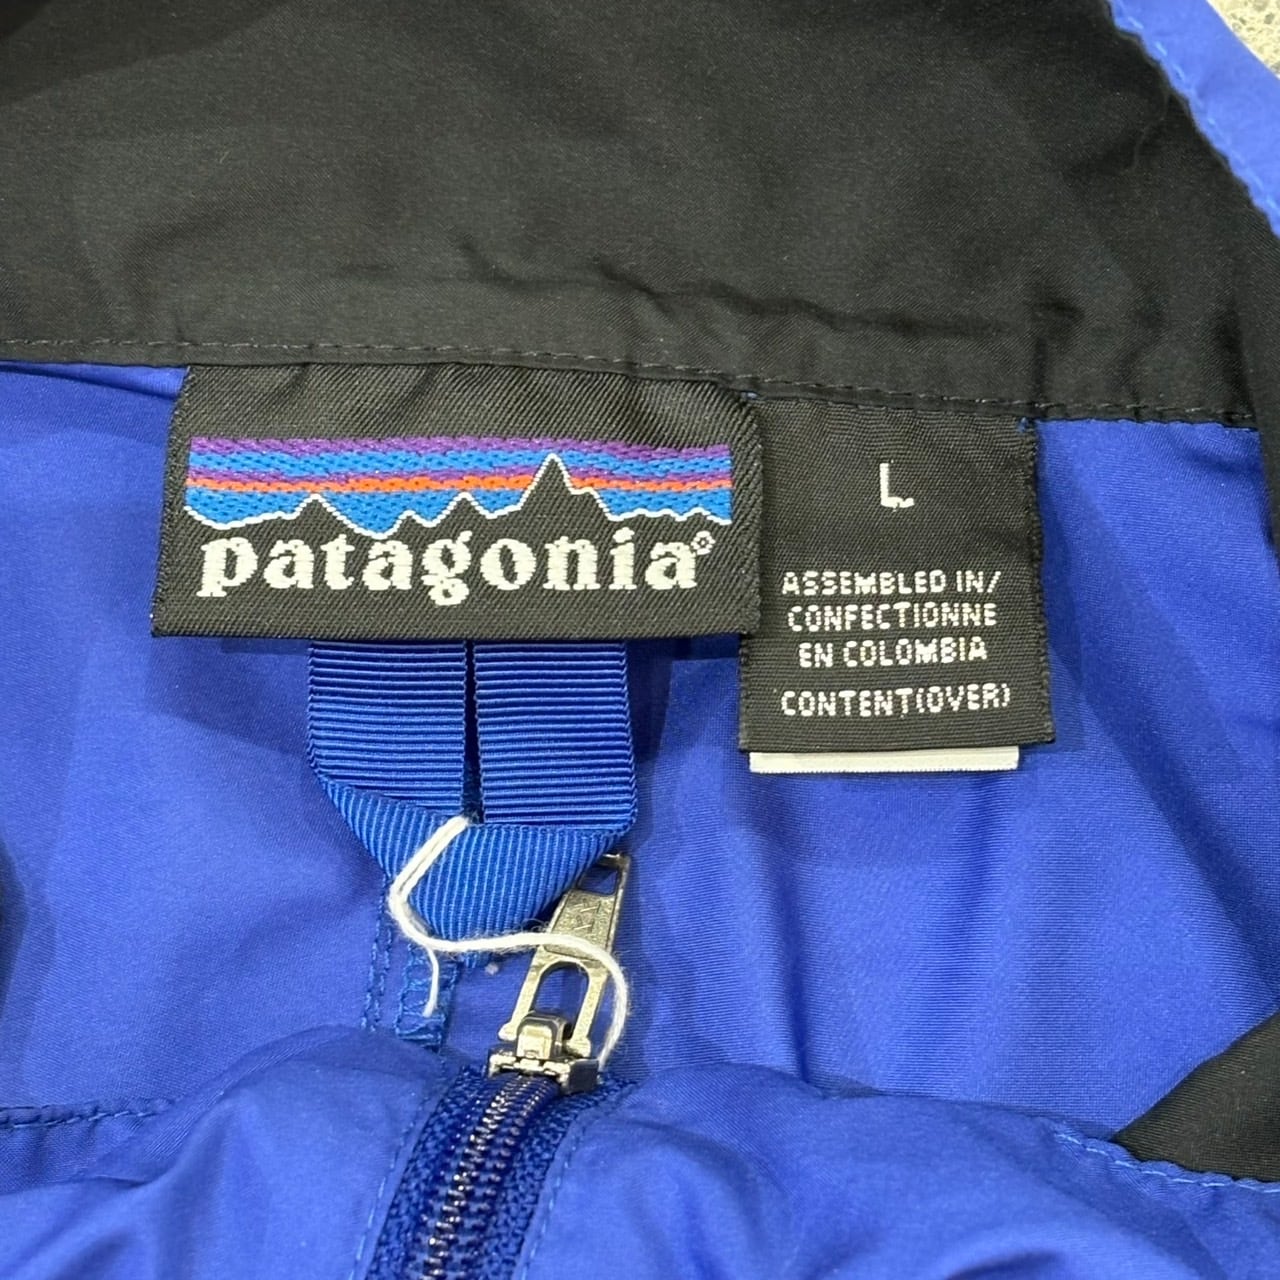 patagonia®
L
ASSEMBLED IN/
CONFECTIONNE
EN COLOMBIA
CONTENT(OVER)